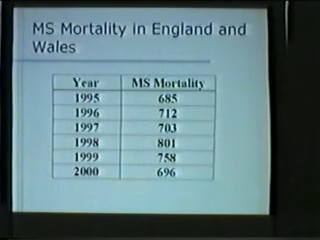 MS Mortality in England and
Wales
Year MS Mortality
1995 685
1996 712
1997 703
1998 801
1999 758
2000 696